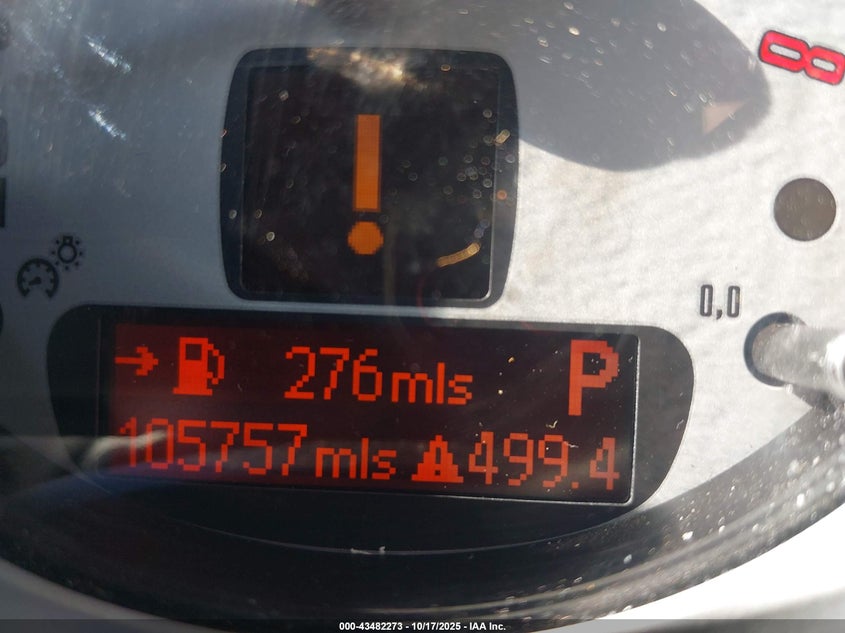 !
8
0,0
→ 276mls P
105757mls 499.4
000-43482273 - 10/17/2025 - IAA Inc.